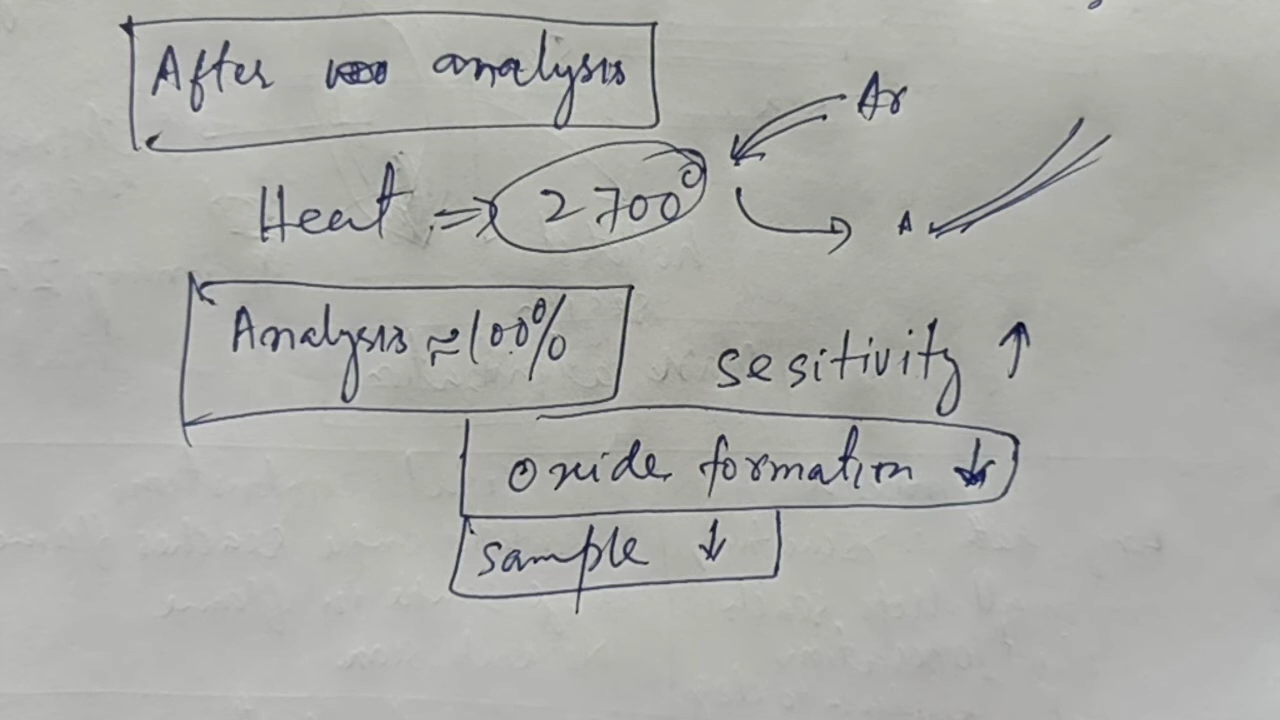 After analysis
Ar
Heat ⇒ 2700°
A
Analysis ≈ 100%
sesitivity ↑
oxide formation ↓
sample ↓